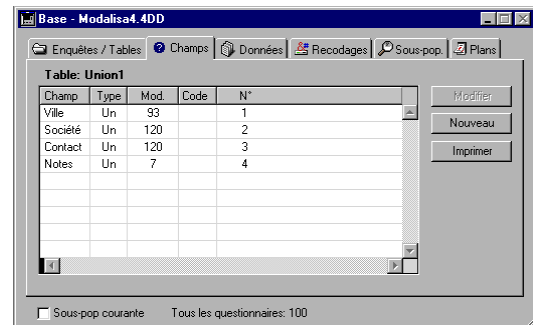 Base - Modalisa4.4DD
Enquêtes / Tables Champs Données Recodages Sous-pop. Plans
Table: Union1
Champ Type Mod. Code N°
Ville Un 93 1
Société Un 120 2
Contact Un 120 3
Notes Un 7 4
Modifier
Nouveau
Imprimer
Sous-pop courante Tous les questionnaires: 100